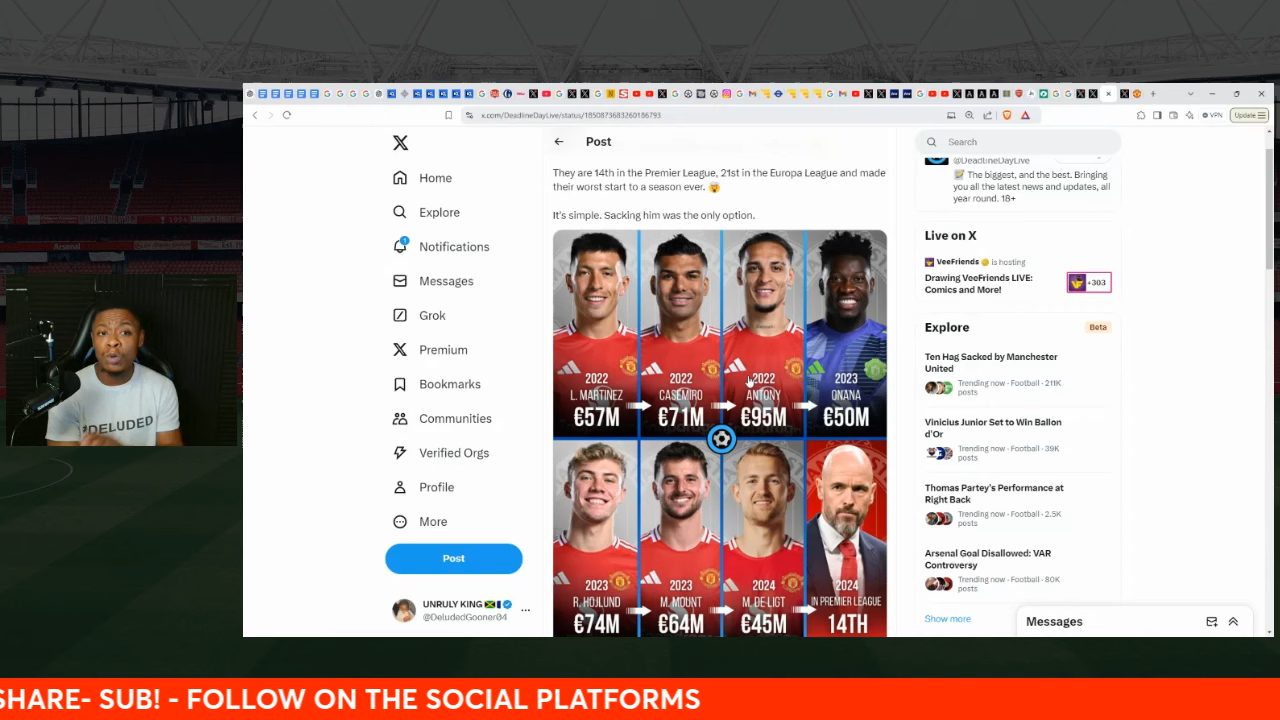 x.com/DeadlineDayLive/status/1850873683260186793
VPN
Update
Home
Explore
Notifications
Messages
Grok
Premium
Bookmarks
Communities
Verified Orgs
Profile
More
Post
UNRULY KING
@DeludedGooner04
Post
They are 14th in the Premier League, 21st in the Europa League and made
their worst start to a season ever.
It's simple. Sacking him was the only option.
2022
L. MARTINEZ
€57M
2022
CASEMIRO
€71M
2022
ANTONY
€95M
2023
ONANA
€50M
2023
R. HOJLUND
€74M
2023
M. MOUNT
€64M
2024
M. DE LIGT
€45M
2024
IN PREMIER LEAGUE
14TH
Search
@DeadlineDayLive
The biggest, and the best. Bringing
you all the latest news and updates, all
year round. 18+
Live on X
VeeFriends is hosting
Drawing VeeFriends LIVE:
Comics and More!
+303
Explore
Beta
Ten Hag Sacked by Manchester
United
Trending now · Football · 211K
posts
Vinicius Junior Set to Win Ballon
d'Or
Trending now · Football · 39K
posts
Thomas Partey's Performance at
Right Back
Trending now · Football · 2.5K
posts
Arsenal Goal Disallowed: VAR
Controversy
Trending now · Football · 80K
posts
Show more
Messages
*DELUDED
SHARE- SUB! - FOLLOW ON THE SOCIAL PLATFORMS